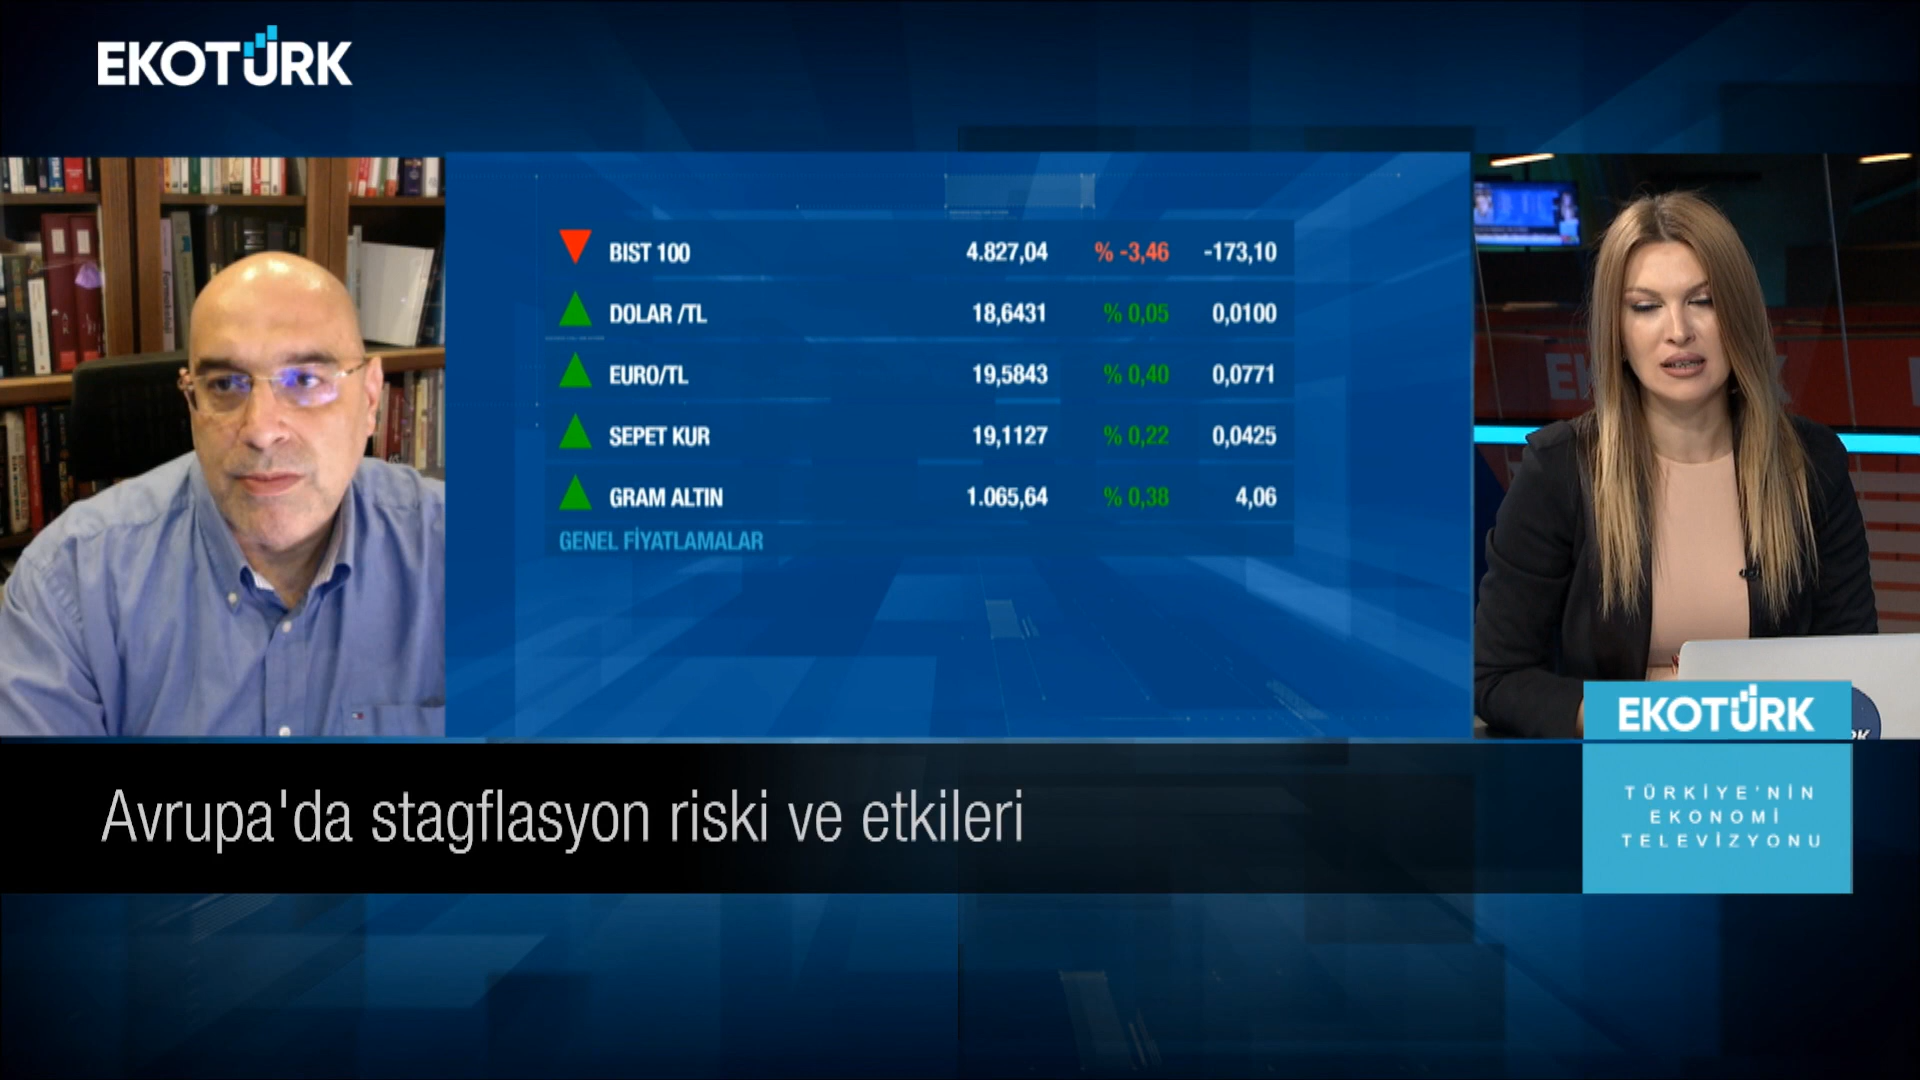 EKOTÜRK
BIST 100 4.827,04 % -3,46 -173,10
DOLAR /TL 18,6431 % 0,05 0,0100
EURO/TL 19,5843 % 0,40 0,0771
SEPET KUR 19,1127 % 0,22 0,0425
GRAM ALTIN 1.065,64 % 0,38 4,06
GENEL FİYATLAMALAR
EKOTÜRK
Avrupa'da stagflasyon riski ve etkileri
TÜRKİYE'NİN
EKONOMİ
TELEVİZYONU